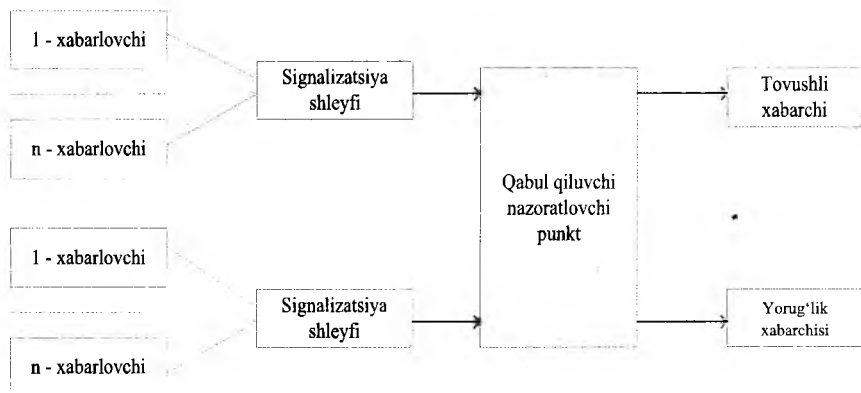 1 - xabarlovchi
n - xabarlovchi
Signalizatsiya
shleyfi
1 - xabarlovchi
n - xabarlovchi
Signalizatsiya
shleyfi
Qabul qiluvchi
nazoratlovchi
punkt
Tovushli
xabarchi
Yorug‘lik
xabarchisi